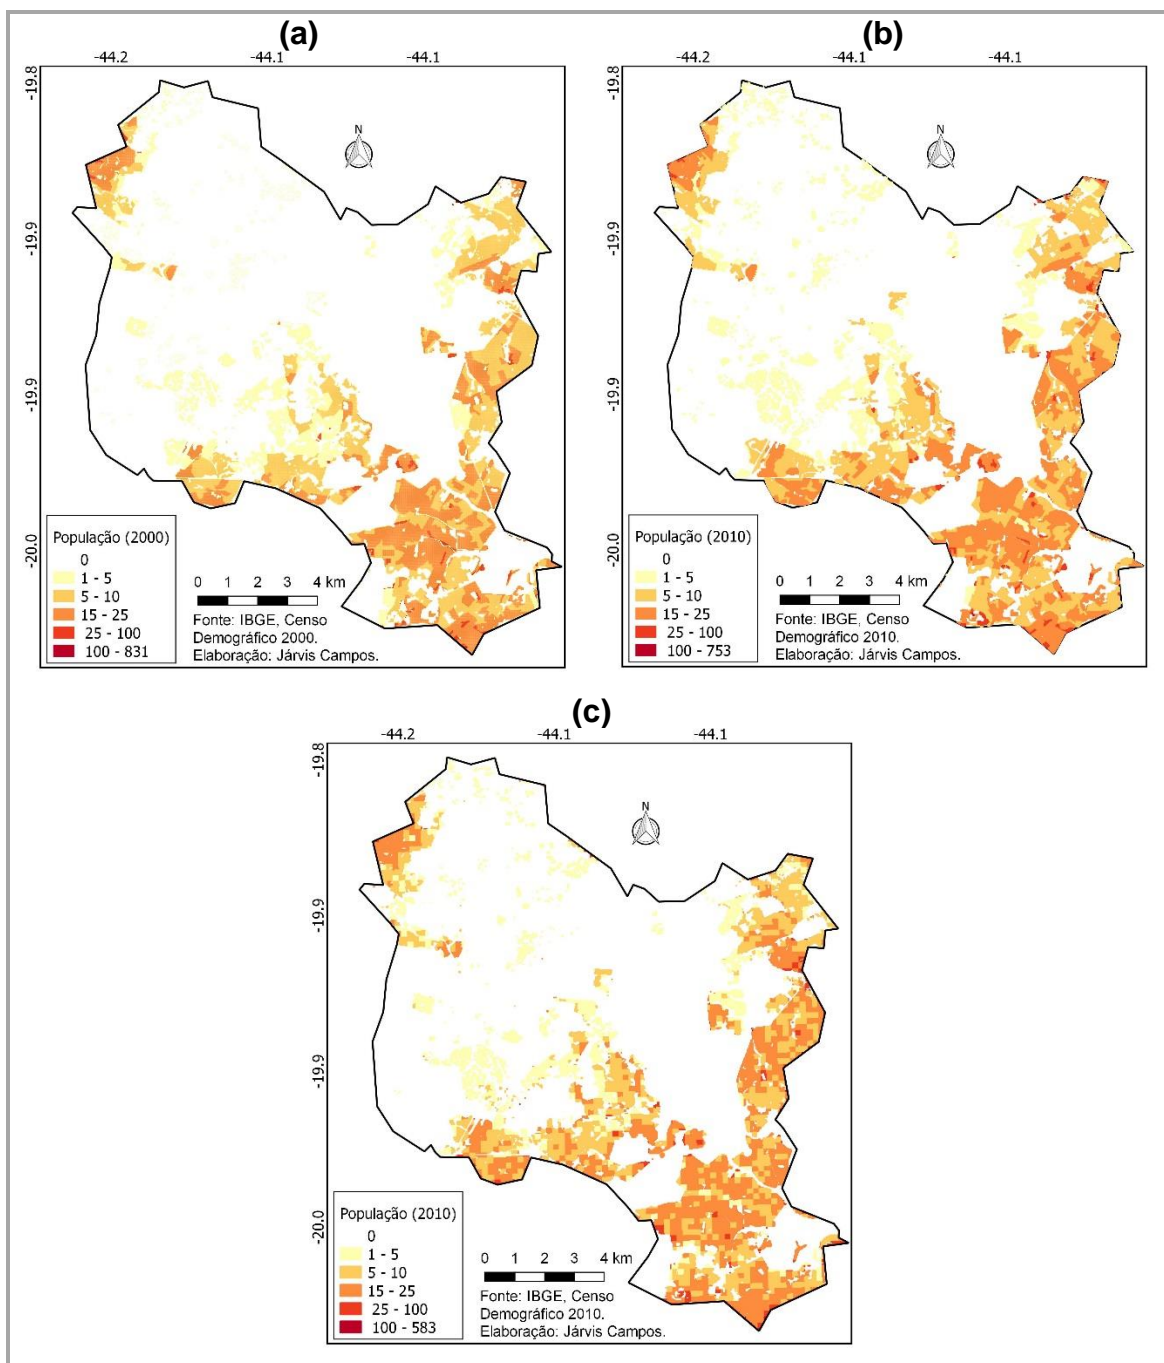 (a)
-44.2 -44.1 -44.1
-19.8
-19.9
-19.9
-20.0
N
População (2000)
0
1 - 5
5 - 10
15 - 25
25 - 100
100 - 831
0 1 2 3 4 km
Fonte: IBGE, Censo
Demográfico 2000.
Elaboração: Járvis Campos.
(b)
-44.2 -44.1 -44.1
-19.8
-19.9
-19.9
-20.0
N
População (2010)
0
1 - 5
5 - 10
15 - 25
25 - 100
100 - 753
0 1 2 3 4 km
Fonte: IBGE, Censo
Demográfico 2010.
Elaboração: Járvis Campos.
(c)
-44.2 -44.1 -44.1
-19.8
-19.9
-19.9
-20.0
N
População (2010)
0
1 - 5
5 - 10
15 - 25
25 - 100
100 - 583
0 1 2 3 4 km
Fonte: IBGE, Censo
Demográfico 2010.
Elaboração: Járvis Campos.